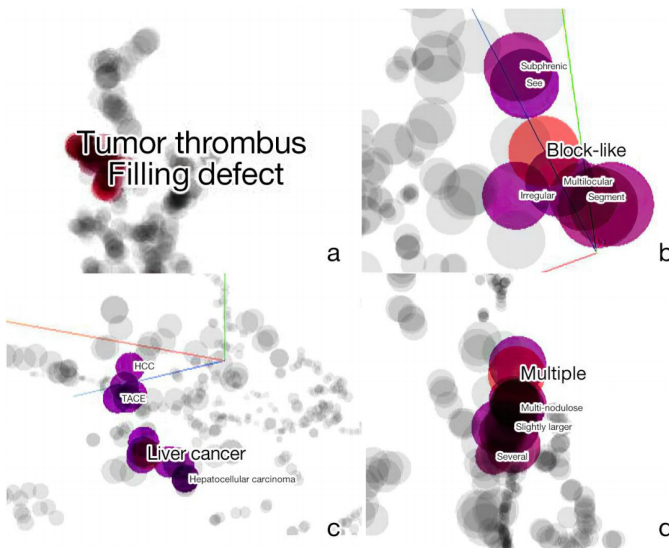 Tumor thrombus
Filling defect
a
Subphrenic
See
Block-like
Multilocular
Irregular
Segment
b
HCC
TACE
Liver cancer
Hepatocellular carcinoma
c
Multiple
Multi-nodulose
Slightly larger
Several
d